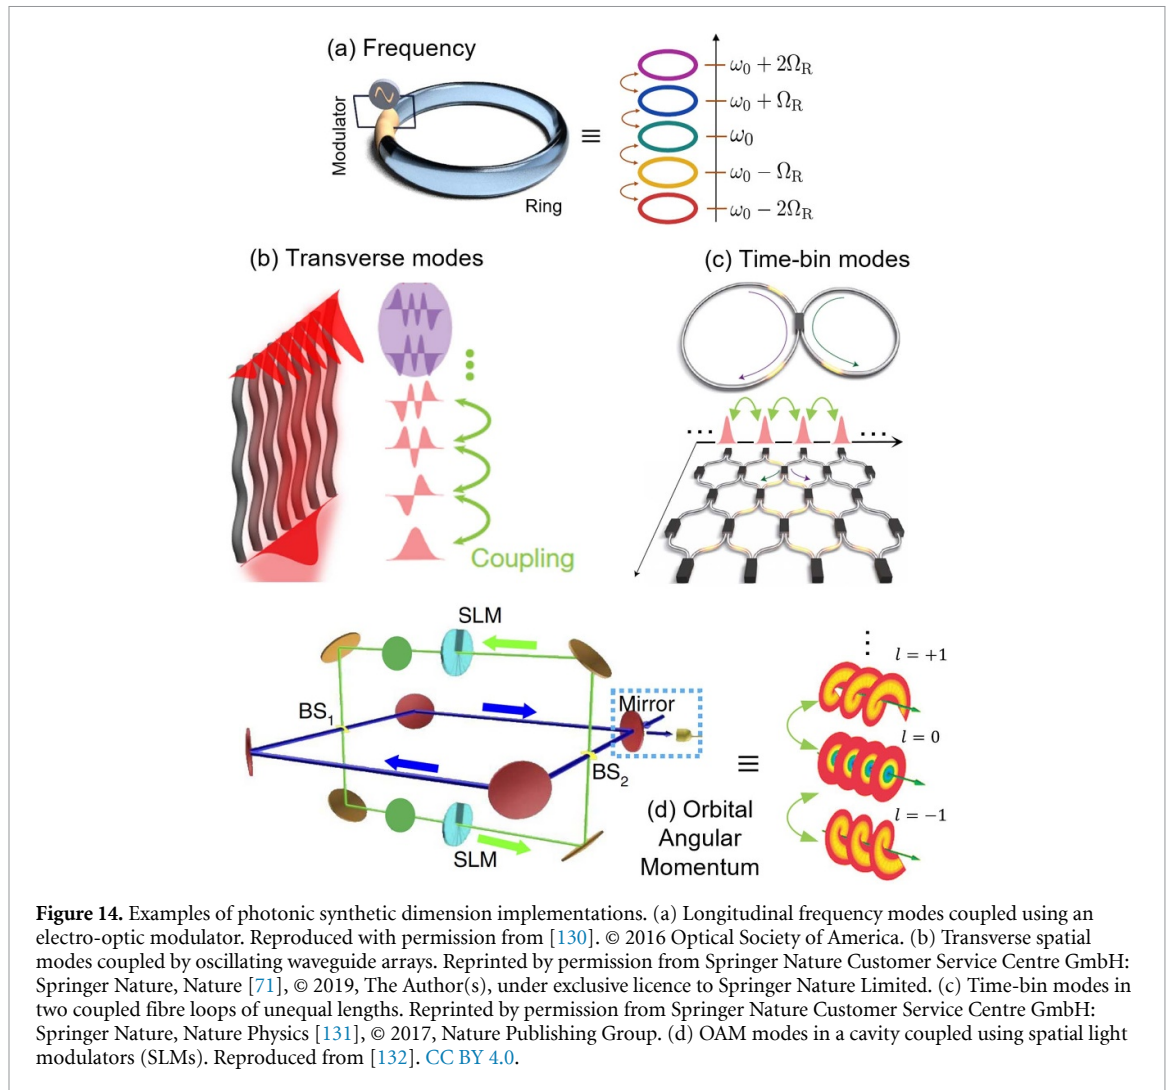 (a) Frequency
Modulator
Ring
≡
ω₀ + 2Ω_R
ω₀ + Ω_R
ω₀
ω₀ − Ω_R
ω₀ − 2Ω_R
(b) Transverse modes
Coupling
(c) Time-bin modes
... ...
SLM
BS₁
Mirror
BS₂
SLM
≡
(d) Orbital
Angular
Momentum
l = +1
l = 0
l = −1
Figure 14. Examples of photonic synthetic dimension implementations. (a) Longitudinal frequency modes coupled using an
electro-optic modulator. Reproduced with permission from [130]. © 2016 Optical Society of America. (b) Transverse spatial
modes coupled by oscillating waveguide arrays. Reprinted by permission from Springer Nature Customer Service Centre GmbH:
Springer Nature, Nature [71], © 2019, The Author(s), under exclusive licence to Springer Nature Limited. (c) Time-bin modes in
two coupled fibre loops of unequal lengths. Reprinted by permission from Springer Nature Customer Service Centre GmbH:
Springer Nature, Nature Physics [131], © 2017, Nature Publishing Group. (d) OAM modes in a cavity coupled using spatial light
modulators (SLMs). Reproduced from [132]. CC BY 4.0.